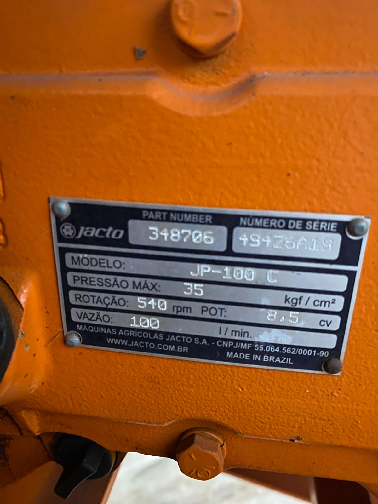 jacto
PART NUMBER NÚMERO DE SÉRIE
348706 49426A19
MODELO: JP-100 C
PRESSÃO MÁX: 35 kgf / cm²
ROTAÇÃO: 540 rpm POT: 8,5 cv
VAZÃO: 100 l / min.
MÁQUINAS AGRÍCOLAS JACTO S.A. - CNPJ/MF 55.064.562/0001-90
WWW.JACTO.COM.BR MADE IN BRAZIL